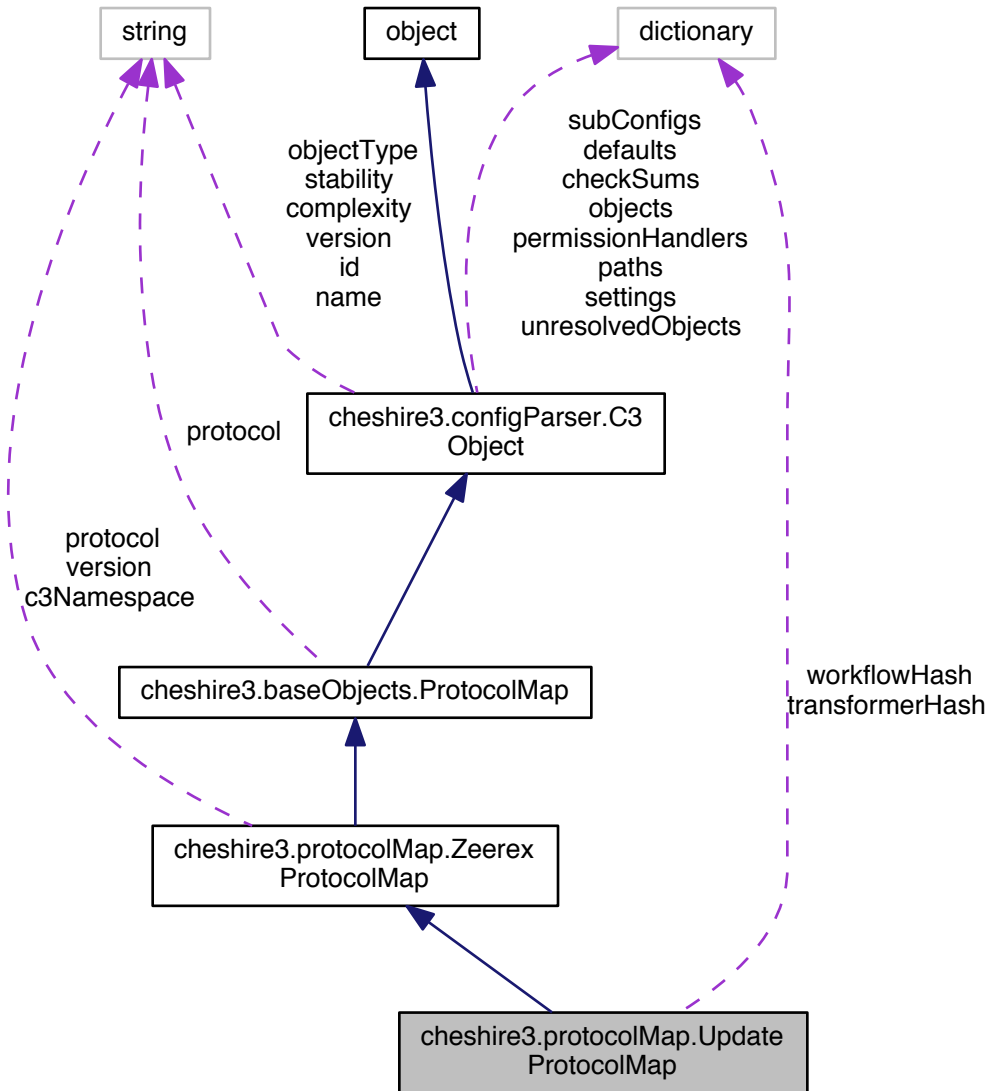 string
object
dictionary
objectType
stability
complexity
version
id
name
subConfigs
defaults
checkSums
objects
permissionHandlers
paths
settings
unresolvedObjects
cheshire3.configParser.C3
Object
protocol
protocol
version
c3Namespace
cheshire3.baseObjects.ProtocolMap
workflowHash
transformerHash
cheshire3.protocolMap.Zeerex
ProtocolMap
cheshire3.protocolMap.Update
ProtocolMap